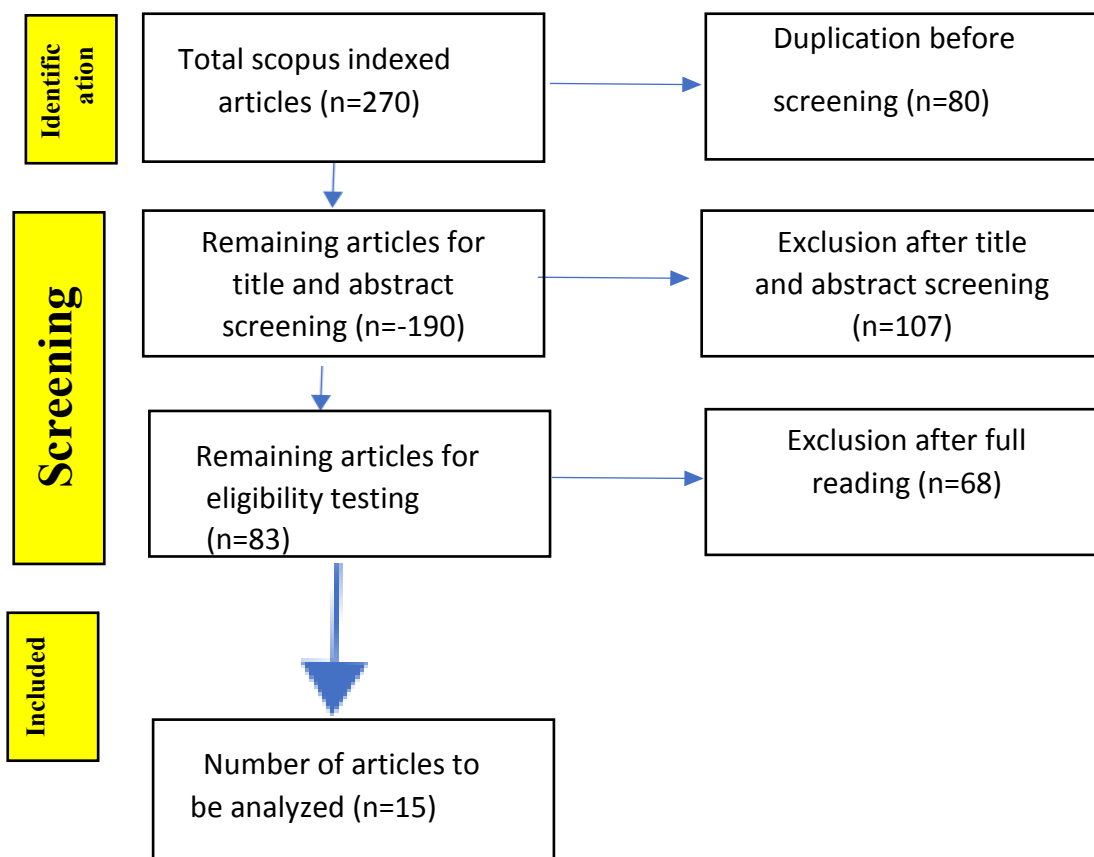 Identific
ation
Total scopus indexed
articles (n=270)
Duplication before
screening (n=80)
Screening
Remaining articles for
title and abstract
screening (n=-190)
Exclusion after title
and abstract screening
(n=107)
Remaining articles for
eligibility testing
(n=83)
Exclusion after full
reading (n=68)
Included
Number of articles to
be analyzed (n=15)